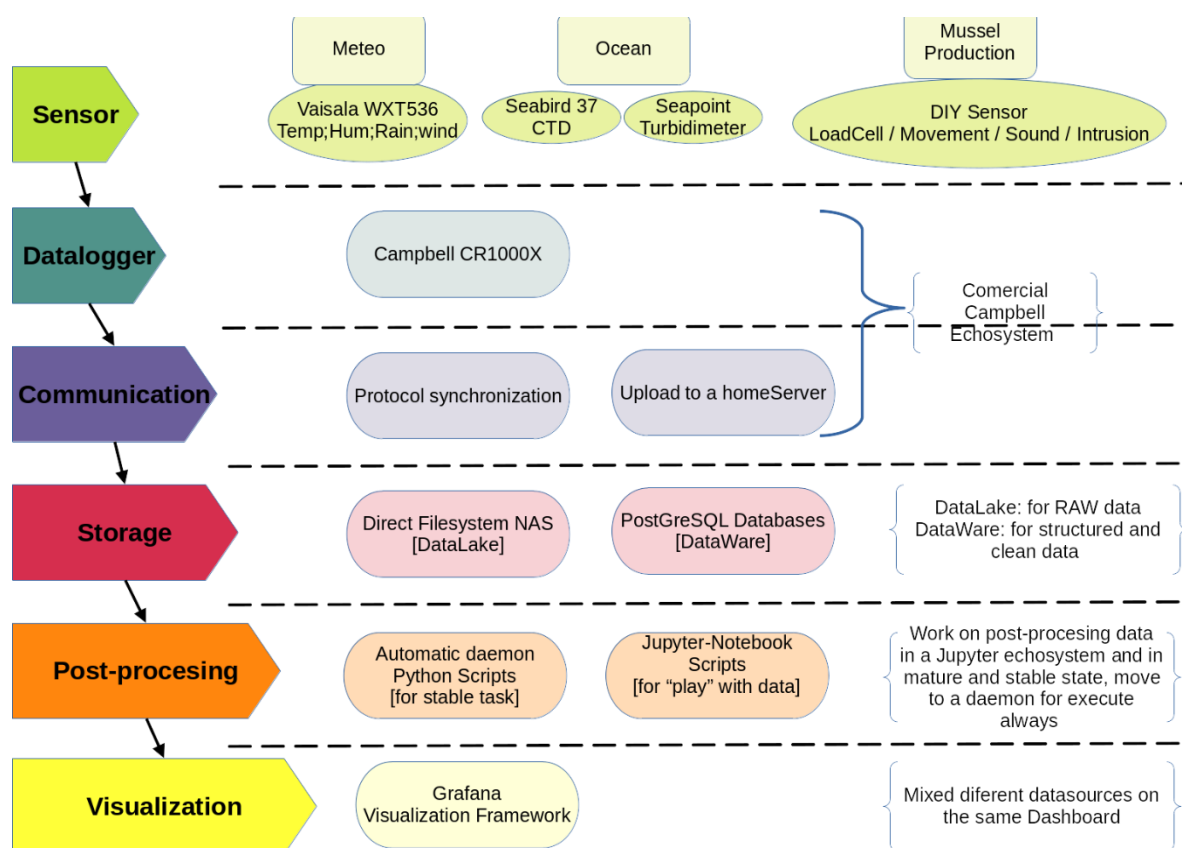 Meteo
Ocean
Mussel
Production
Sensor
Vaisala WXT536
Temp;Hum;Rain;wind
Seabird 37
CTD
Seapoint
Turbidimeter
DIY Sensor
LoadCell / Movement / Sound / Intrusion
Datalogger
Campbell CR1000X
Comercial
Campbell
Echosystem
Communication
Protocol synchronization
Upload to a homeServer
Storage
Direct Filesystem NAS
[DataLake]
PostGreSQL Databases
[DataWare]
DataLake: for RAW data
DataWare: for structured and
clean data
Post-procesing
Automatic daemon
Python Scripts
[for stable task]
Jupyter-Notebook
Scripts
[for “play” with data]
Work on post-procesing data
in a Jupyter echosystem and in
mature and stable state, move
to a daemon for execute
always
Visualization
Grafana
Visualization Framework
Mixed diferent datasources on
the same Dashboard